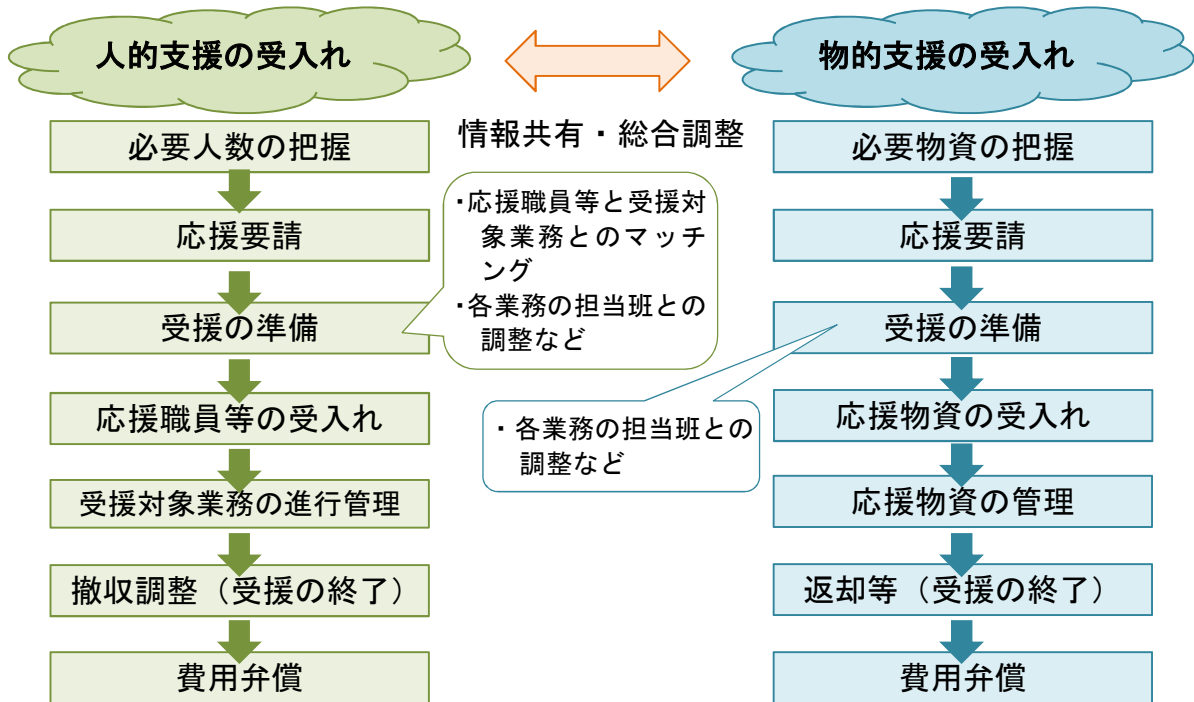 人的支援の受入れ
物的支援の受入れ
情報共有・総合調整
必要人数の把握
応援要請
受援の準備
応援職員等の受入れ
受援対象業務の進行管理
撤収調整（受援の終了）
費用弁償
・応援職員等と受援対
象業務とのマッチ
ング
・各業務の担当班との
調整など
必要物資の把握
応援要請
受援の準備
応援物資の受入れ
応援物資の管理
返却等（受援の終了）
費用弁償
・各業務の担当班との
調整など